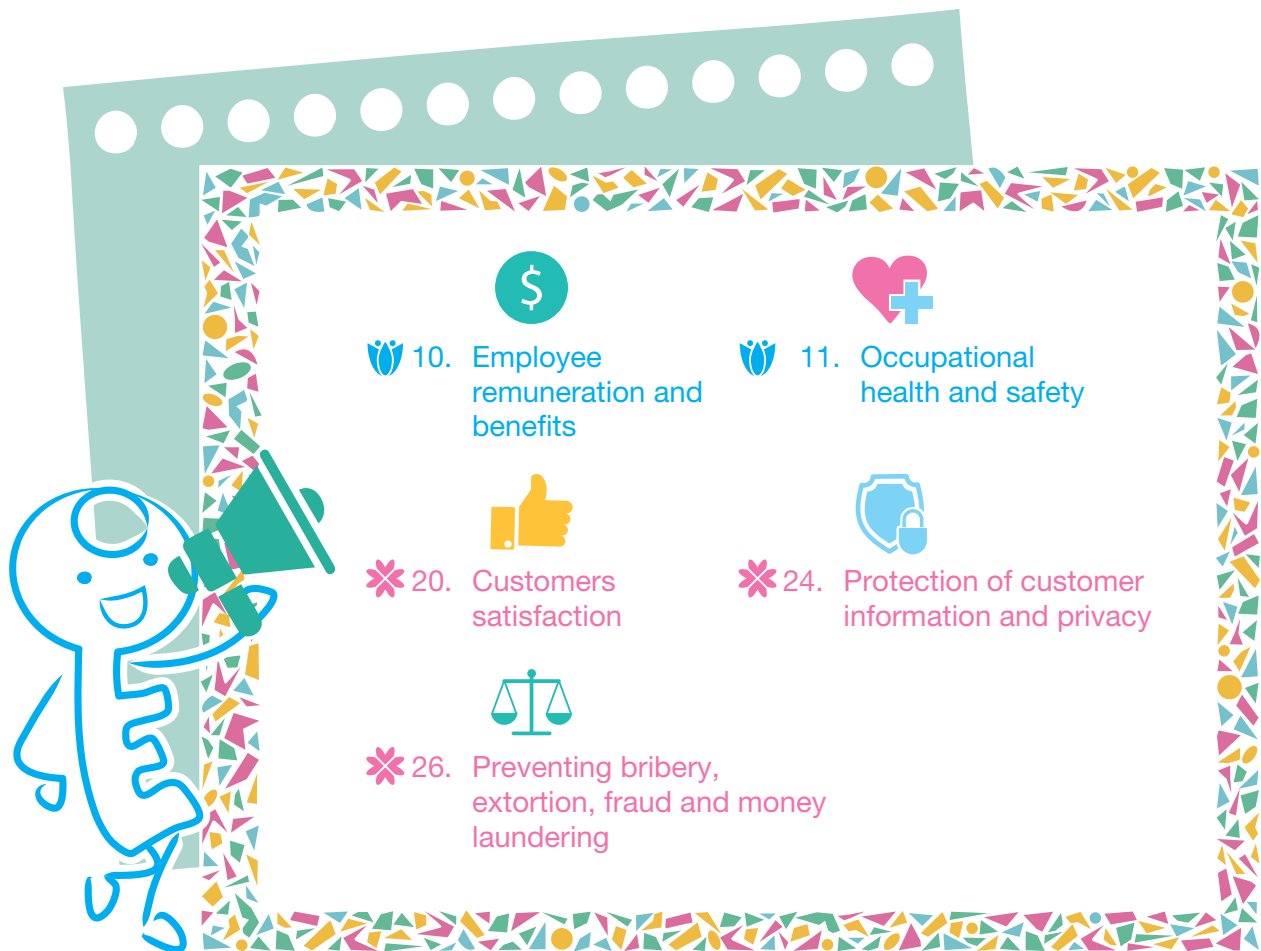 $
10. Employee
remuneration and
benefits
11. Occupational
health and safety
20. Customers
satisfaction
24. Protection of customer
information and privacy
26. Preventing bribery,
extortion, fraud and money
laundering